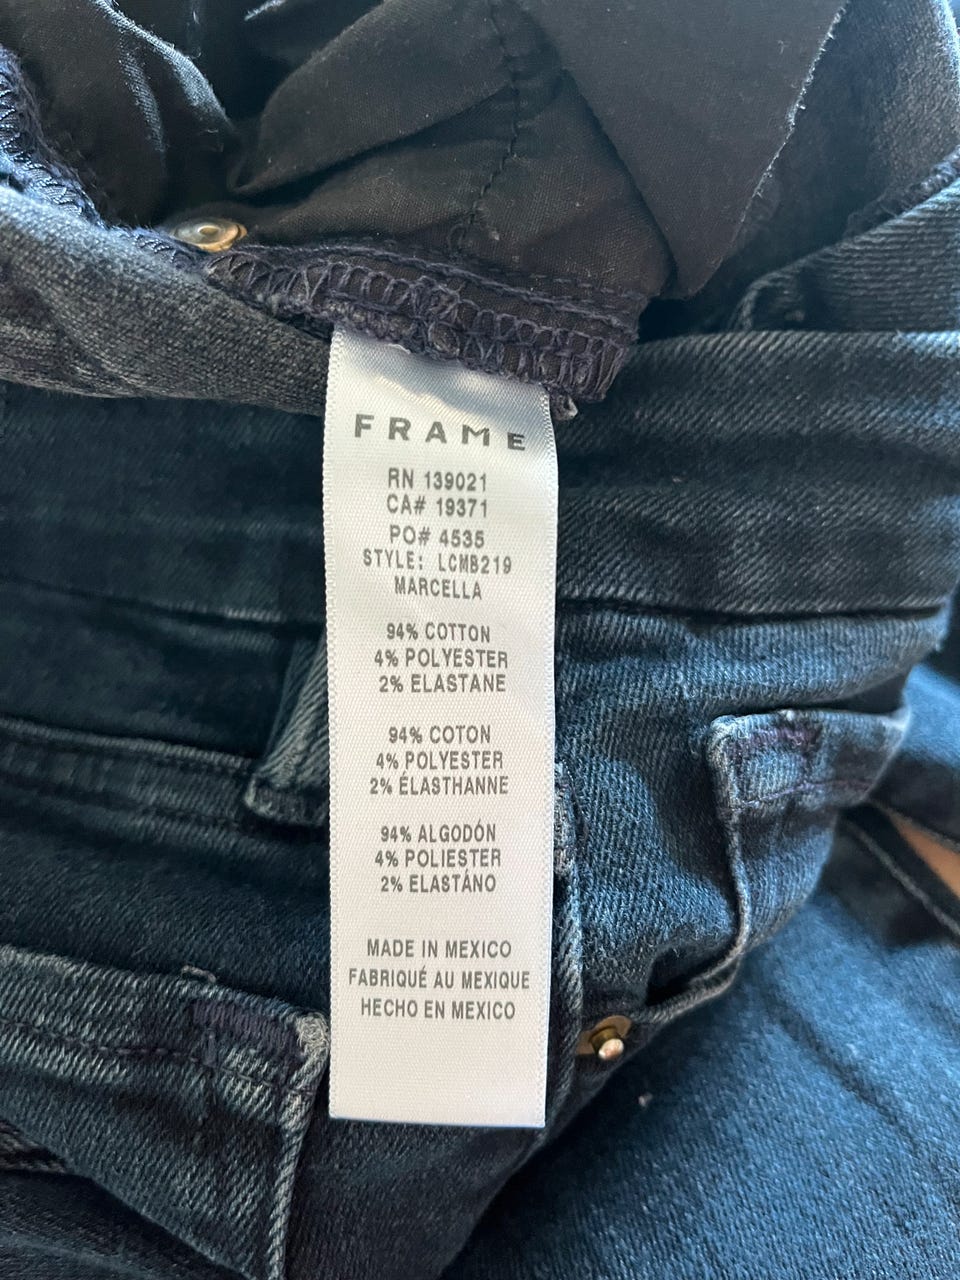 FRAME
RN 139021
CA# 19371
PO# 4535
STYLE: LCMB219
MARCELLA
94% COTTON
4% POLYESTER
2% ELASTANE
94% COTON
4% POLYESTER
2% ÉLASTHANNE
94% ALGODÓN
4% POLIESTER
2% ELASTÁNO
MADE IN MEXICO
FABRIQUÉ AU MEXIQUE
HECHO EN MEXICO